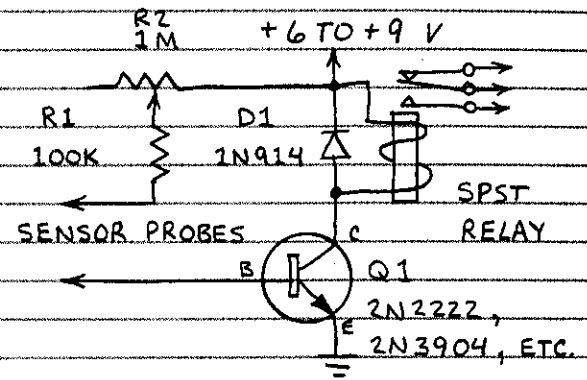 R2
1M
+6 TO +9 V
R1
100K
D1
1N914
SENSOR PROBES
SPST
RELAY
C
B
Q1
E
2N2222,
2N3904, ETC.